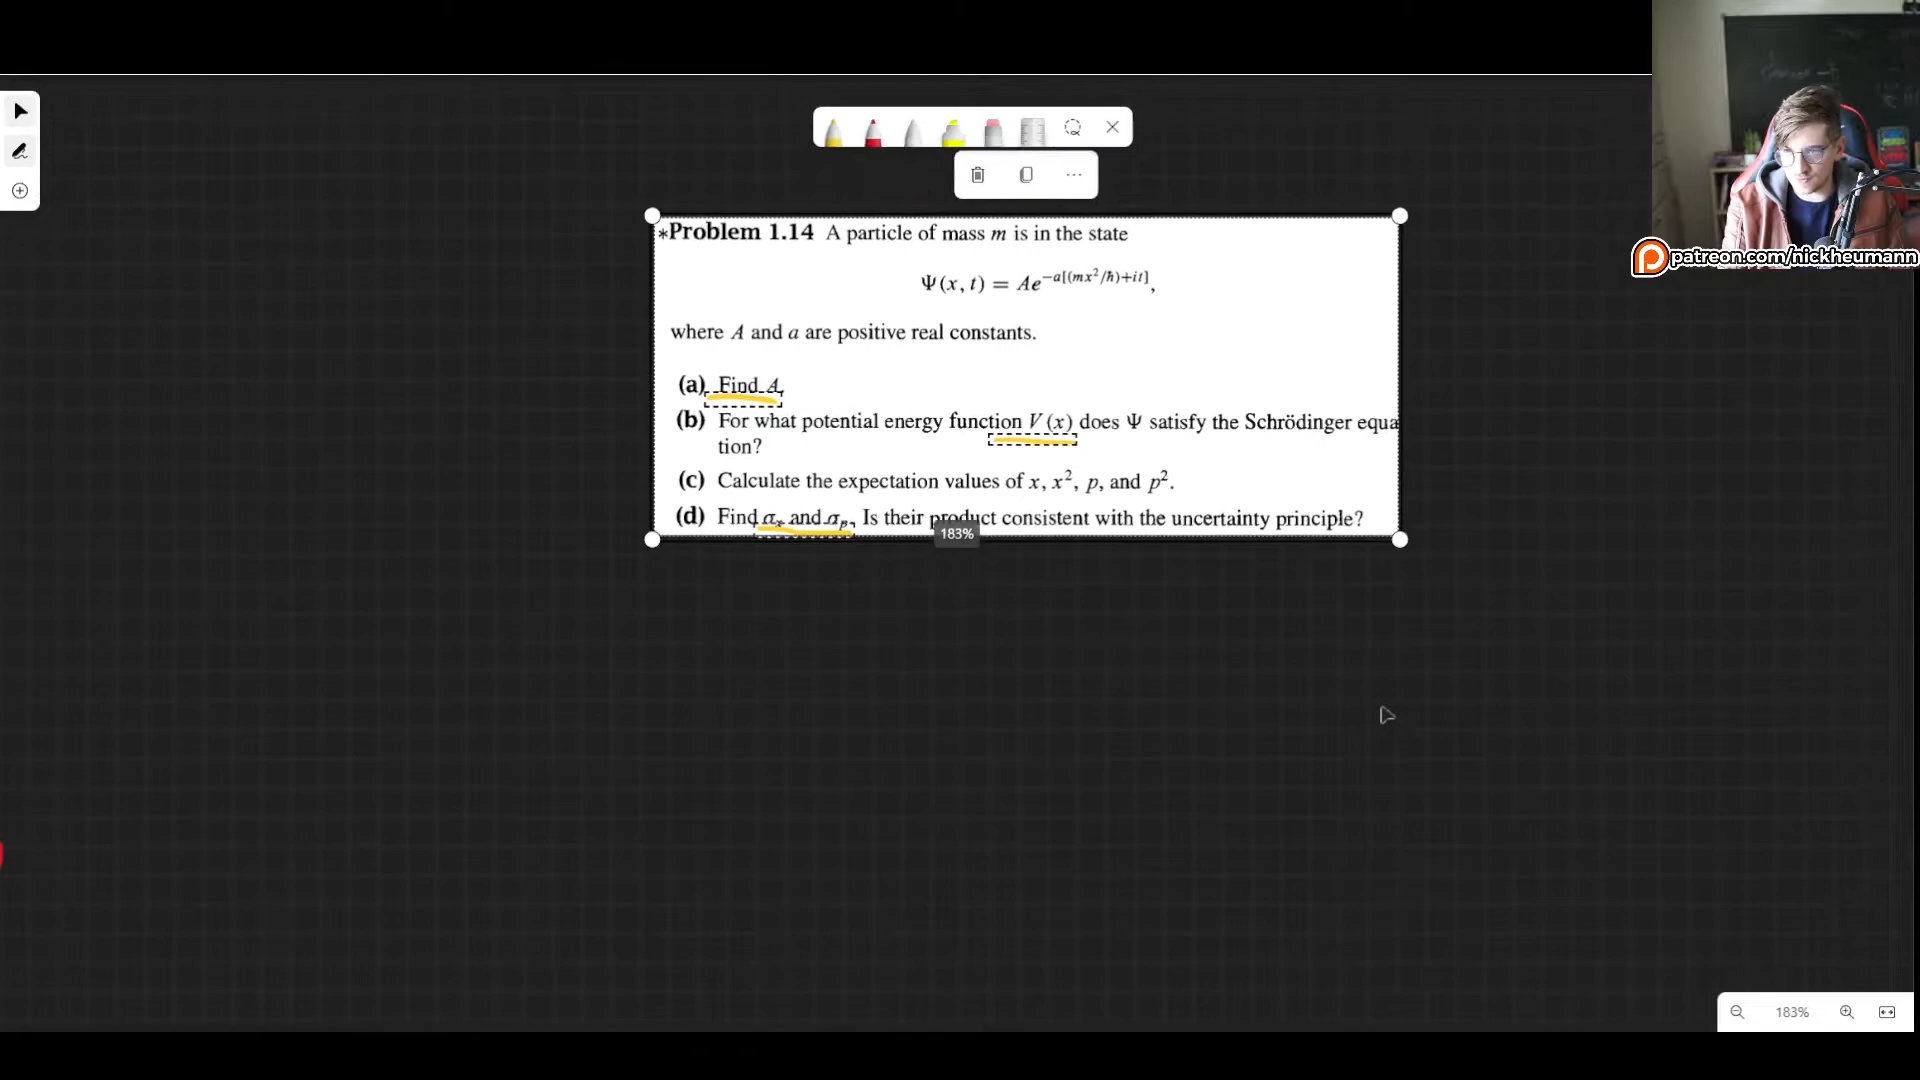 patreon.com/nickheumann
*Problem 1.14 A particle of mass m is in the state
Ψ(x, t) = Ae^{−a[(mx²/ħ)+it]},
where A and a are positive real constants.
(a) Find A.
(b) For what potential energy function V(x) does Ψ satisfy the Schrödinger equa
tion?
(c) Calculate the expectation values of x, x², p, and p².
(d) Find σₓ and σₚ. Is their product consistent with the uncertainty principle?
183%
183%